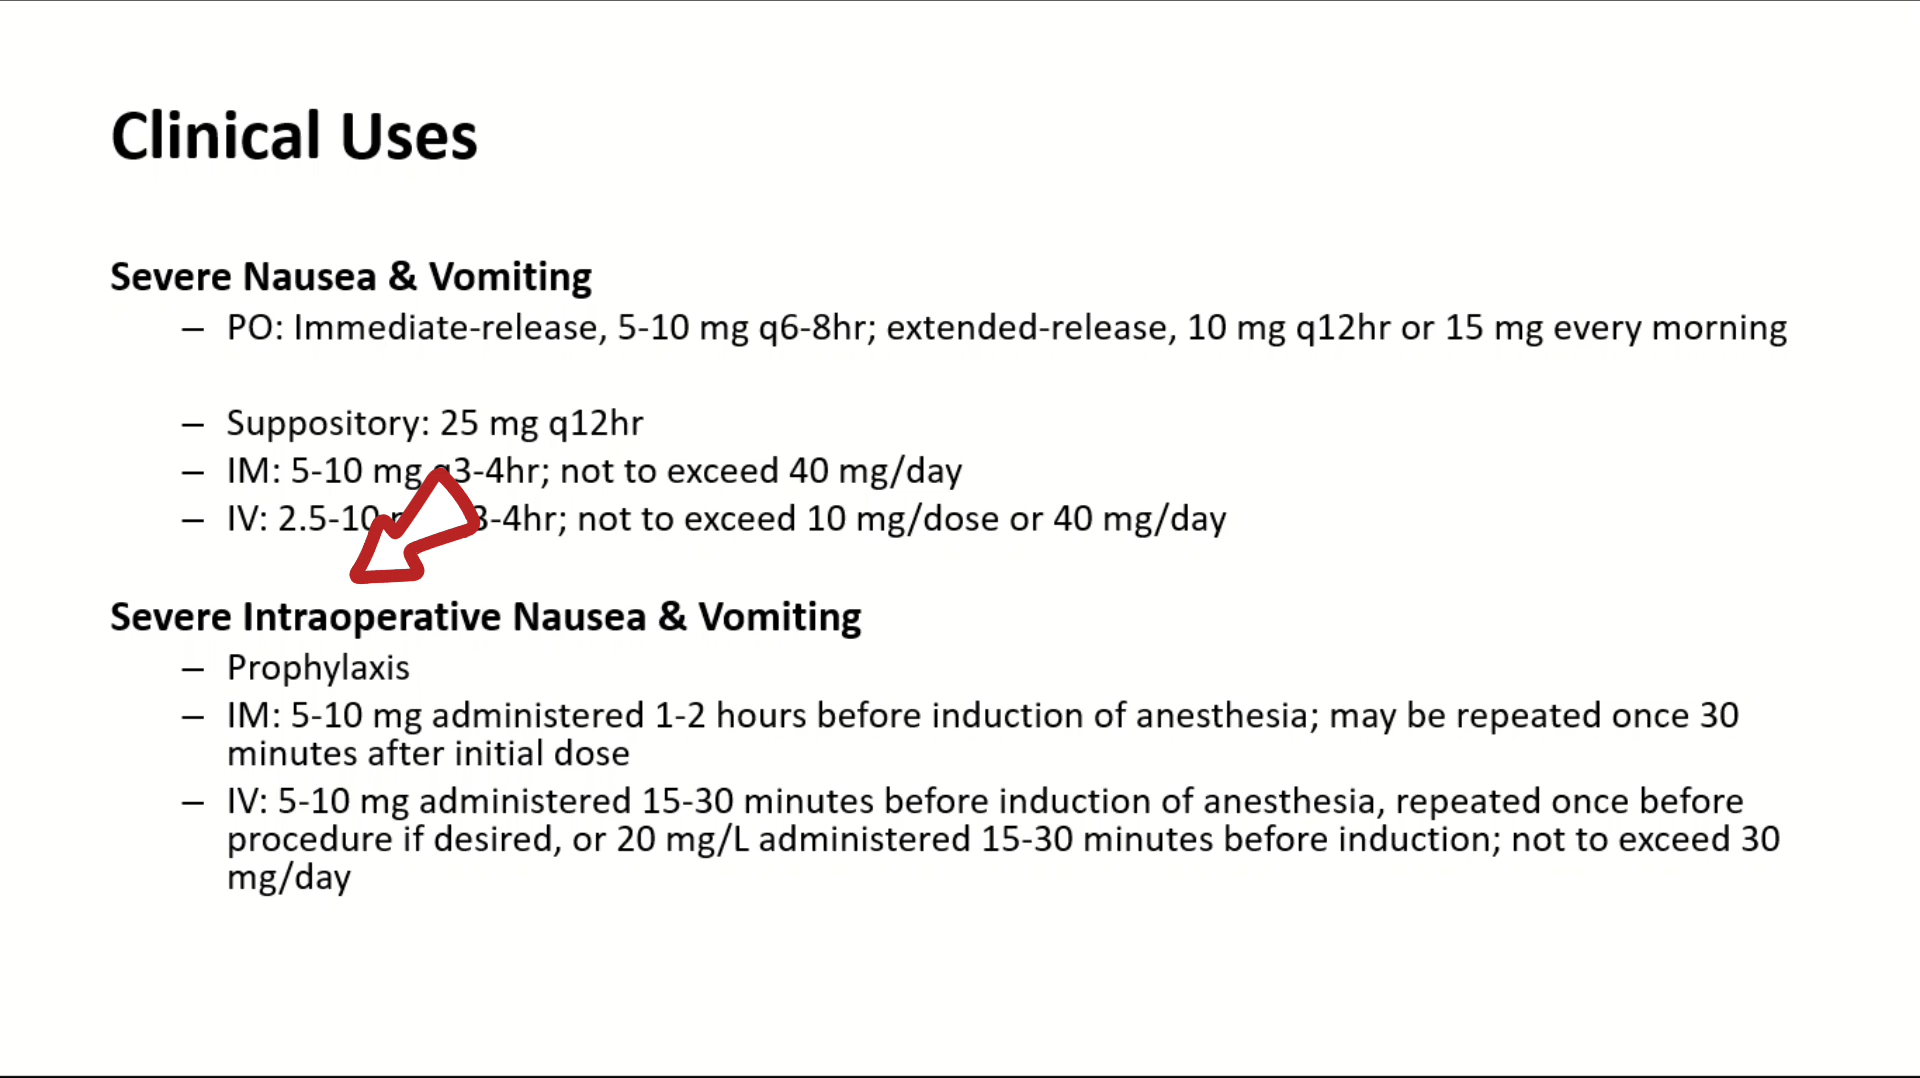 Clinical Uses
Severe Nausea & Vomiting
– PO: Immediate-release, 5-10 mg q6-8hr; extended-release, 10 mg q12hr or 15 mg every morning
– Suppository: 25 mg q12hr
– IM: 5-10 mg q3-4hr; not to exceed 40 mg/day
– IV: 2.5-10 3-4hr; not to exceed 10 mg/dose or 40 mg/day
Severe Intraoperative Nausea & Vomiting
– Prophylaxis
– IM: 5-10 mg administered 1-2 hours before induction of anesthesia; may be repeated once 30
minutes after initial dose
– IV: 5-10 mg administered 15-30 minutes before induction of anesthesia, repeated once before
procedure if desired, or 20 mg/L administered 15-30 minutes before induction; not to exceed 30
mg/day